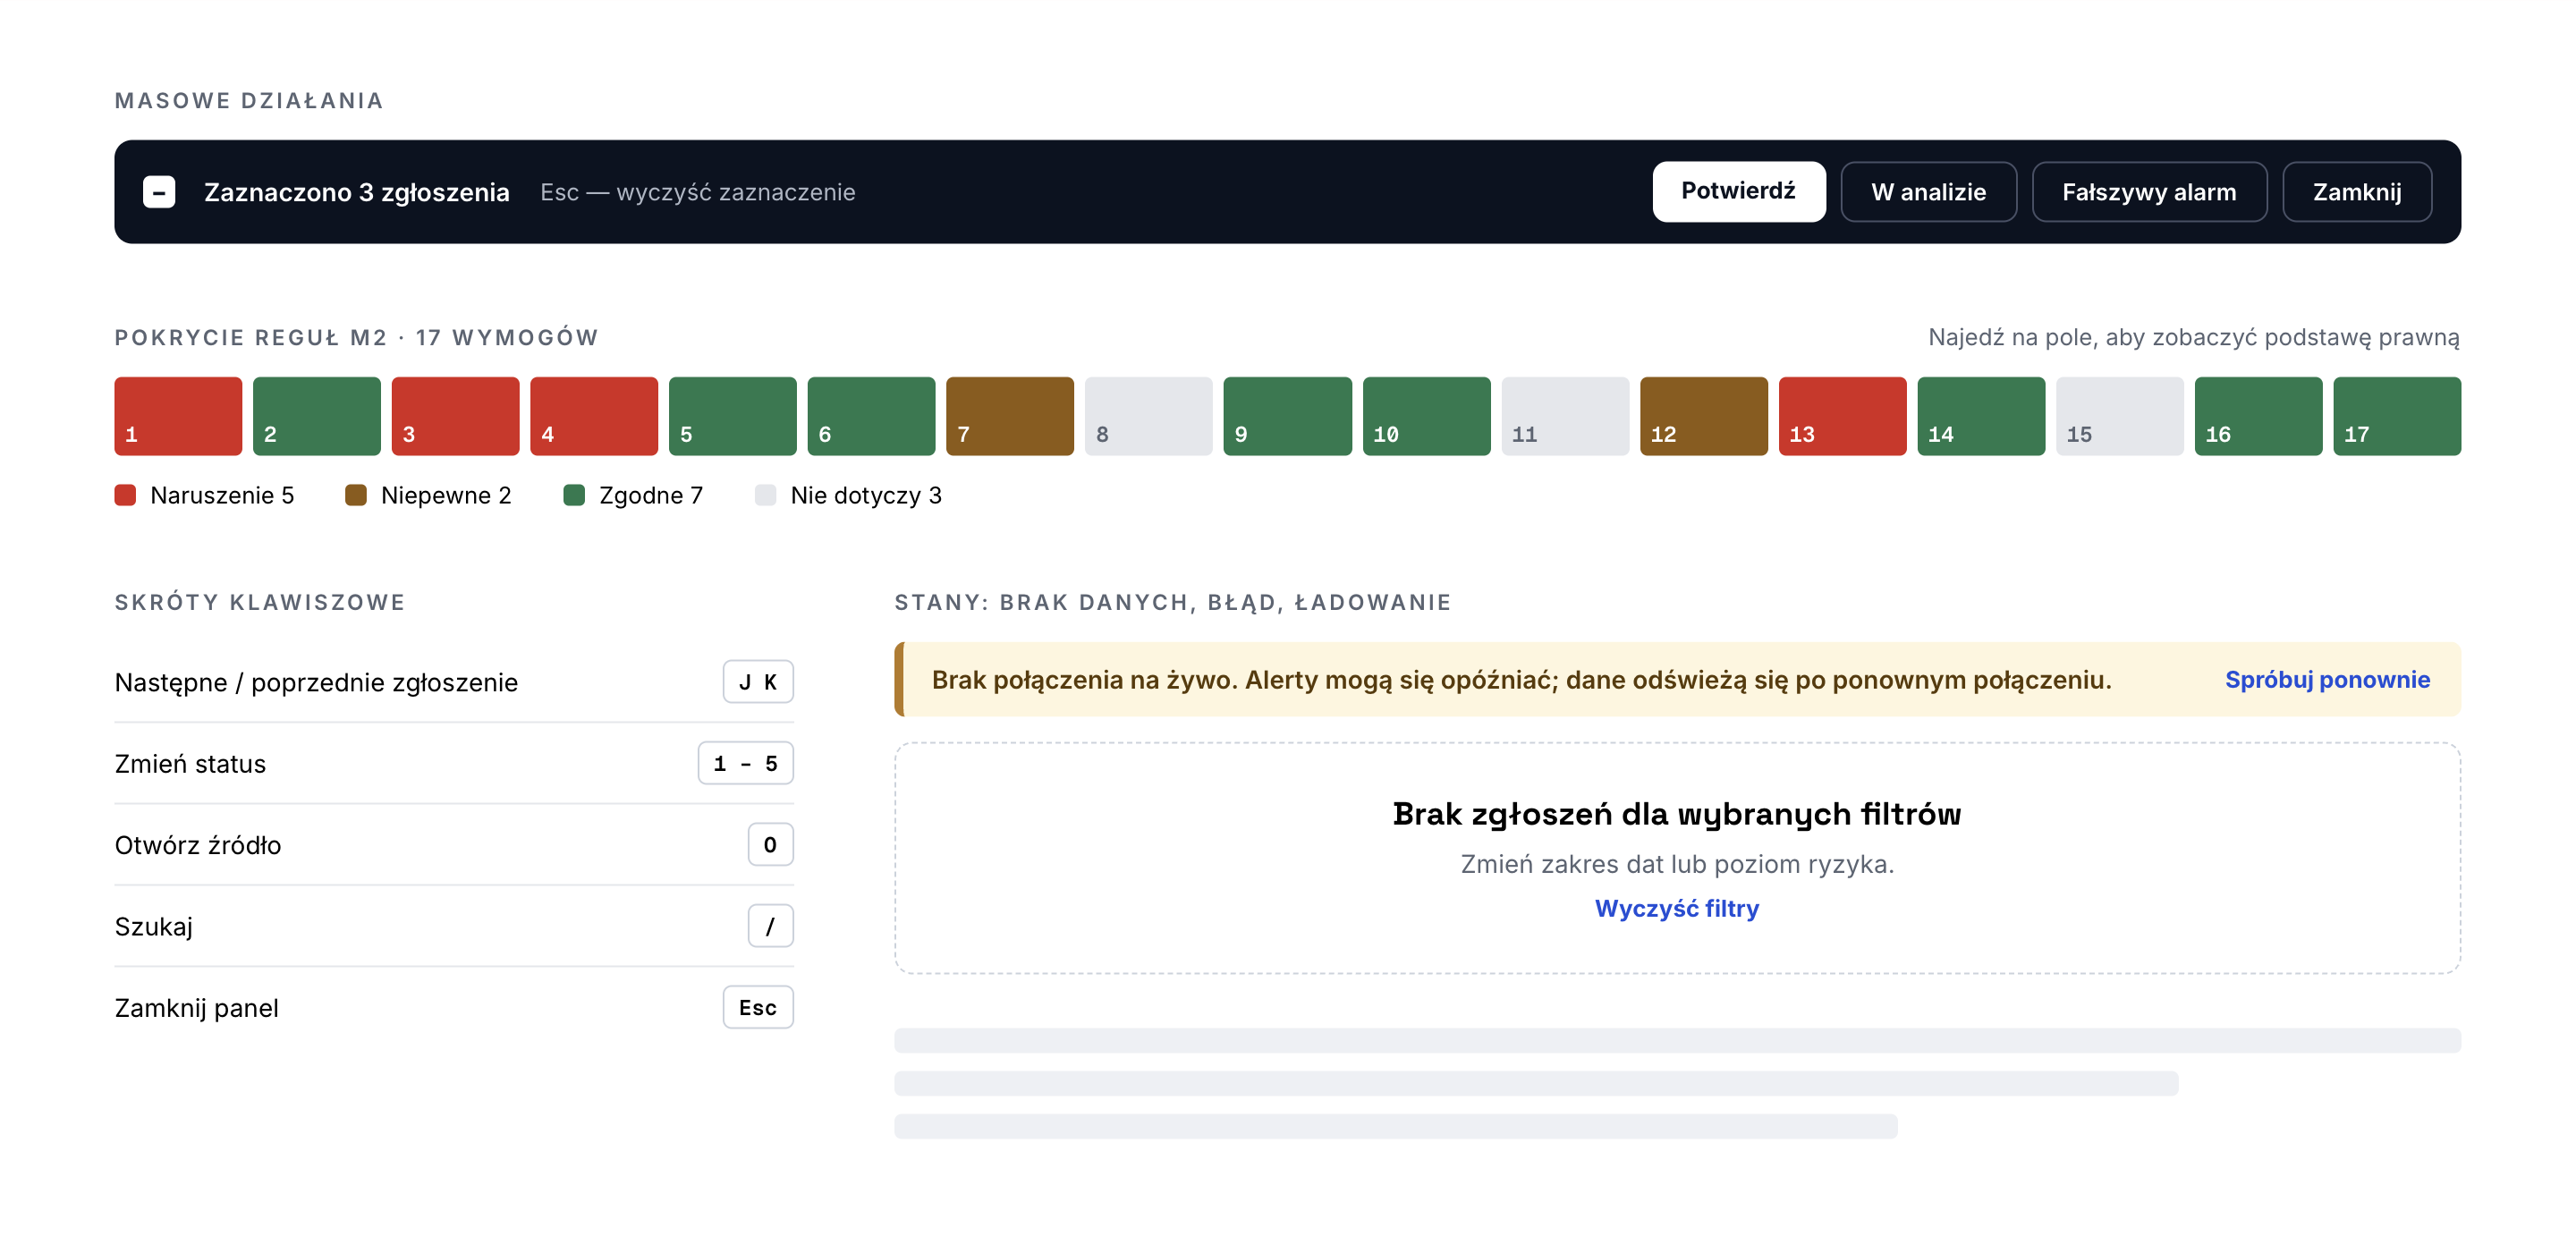 MASOWE DZIAŁANIA
Zaznaczono 3 zgłoszenia Esc — wyczyść zaznaczenie Potwierdź W analizie Fałszywy alarm Zamknij
POKRYCIE REGUŁ M2 · 17 WYMOGÓW Najedź na pole, aby zobaczyć podstawę prawną
1 2 3 4 5 6 7 8 9 10 11 12 13 14 15 16 17
Naruszenie 5 Niepewne 2 Zgodne 7 Nie dotyczy 3
SKRÓTY KLAWISZOWE
Następne / poprzednie zgłoszenie J K
Zmień status 1 – 5
Otwórz źródło O
Szukaj /
Zamknij panel Esc
STANY: BRAK DANYCH, BŁĄD, ŁADOWANIE
Brak połączenia na żywo. Alerty mogą się opóźniać; dane odświeżą się po ponownym połączeniu. Spróbuj ponownie
Brak zgłoszeń dla wybranych filtrów
Zmień zakres dat lub poziom ryzyka.
Wyczyść filtry